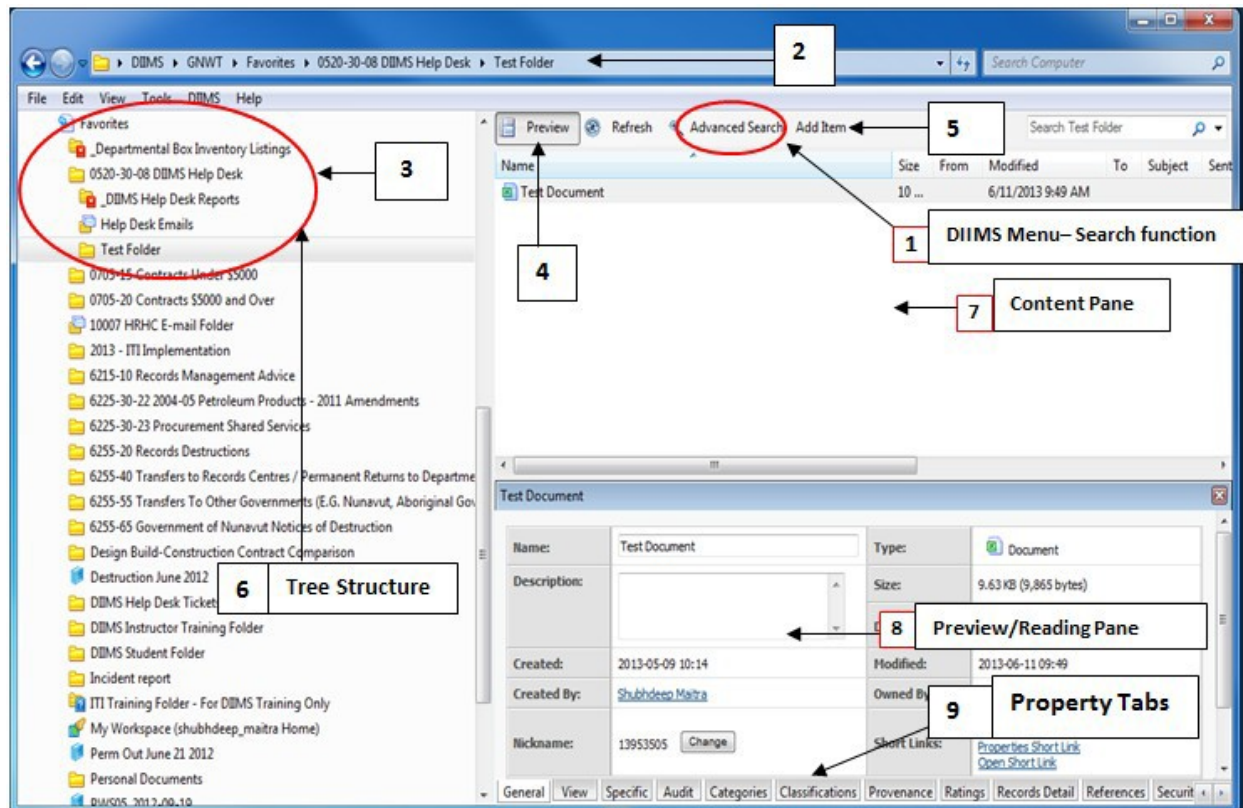 DIIMS GNWT Favorites 0520-30-08 DIIMS Help Desk Test Folder
2
Search Computer
File Edit View Tools DIIMS Help
Favorites
_Departmental Box Inventory Listings
0520-30-08 DIIMS Help Desk
_DIIMS Help Desk Reports
Help Desk Emails
Test Folder
3
0705-15 Contracts Under $5000
0705-20 Contracts $5000 and Over
10007 HRHC E-mail Folder
2013 - ITI Implementation
6215-10 Records Management Advice
6225-30-22 2004-05 Petroleum Products - 2011 Amendments
6225-30-23 Procurement Shared Services
6255-20 Records Destructions
6255-40 Transfers to Records Centres / Permanent Returns to Departme
6255-55 Transfers To Other Governments (E.G. Nunavut, Aboriginal Gov
6255-65 Government of Nunavut Notices of Destruction
Design Build-Construction Contract Comparison
Destruction June 2012
6 Tree Structure
DIIMS Help Desk Tickets
DIIMS Instructor Training Folder
DIIMS Student Folder
Incident report
ITI Training Folder - For DIIMS Training Only
My Workspace (shubhdeep_maitra Home)
Perm Out June 21 2012
Personal Documents
RWS05 2012-09-19
Preview Refresh Advanced Search Add Item
5
Search Test Folder
Name Size From Modified To Subject Sent
Test Document 10 ... 6/11/2013 9:49 AM
1 DIIMS Menu– Search function
4
7 Content Pane
Test Document
Name: Test Document Type: Document
Description: Size: 9.63 KB (9,865 bytes)
8 Preview/Reading Pane
Created: 2013-05-09 10:14 Modified: 2013-06-11 09:49
Created By: Shubhdeep Maitra Owned By
9 Property Tabs
Nickname: 13953505 Change Short Links: Properties Short Link
Open Short Link
General View Specific Audit Categories Classifications Provenance Ratings Records Detail References Securit